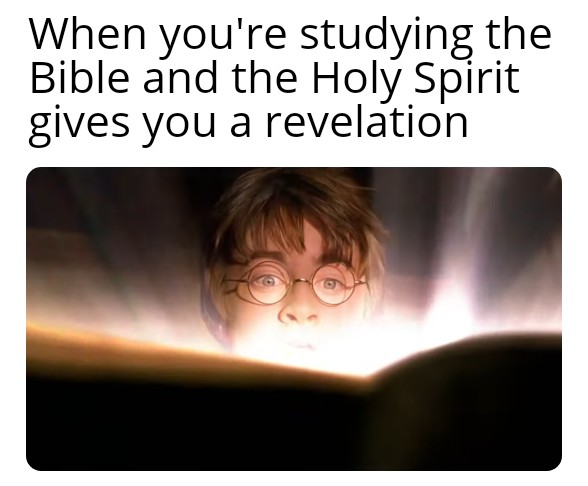 When you're studying the
Bible and the Holy Spirit
gives you a revelation